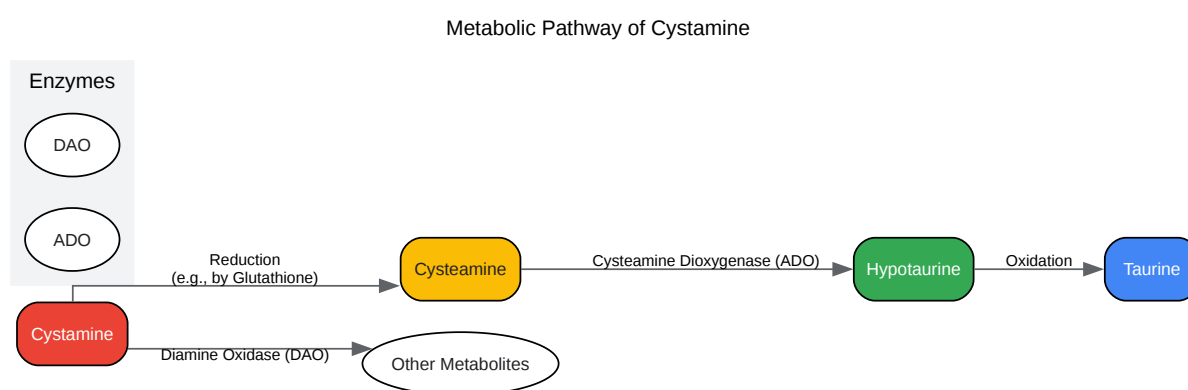 Metabolic Pathway of Cystamine
Enzymes
DAO
ADO
Reduction
(e.g., by Glutathione)
Cysteamine
Cysteamine Dioxygenase (ADO)
Hypotaurine
Oxidation
Taurine
Cystamine
Diamine Oxidase (DAO)
Other Metabolites